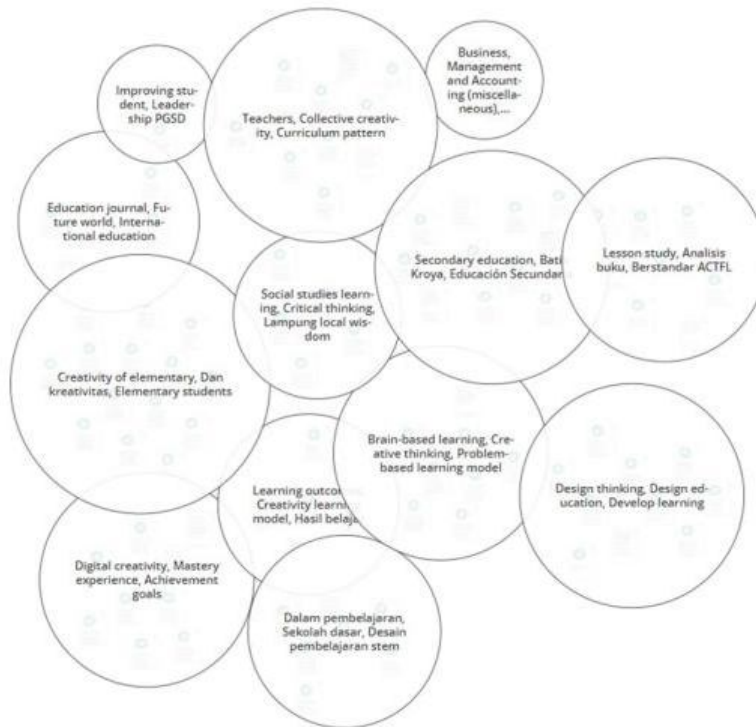 Business,
Management
and Account-
ing (miscella-
neous),...
Improving stu-
dent, Leader-
ship PGSD
Teachers, Collective creativ-
ity, Curriculum pattern
Education journal, Fu-
ture world, Interna-
tional education
Secondary education, Bati
Kroya, Educación Secundar
Lesson study, Analisis
buku, Berstandar ACTFL
Social studies learn-
ing, Critical thinking,
Lampung local wis-
dom
Creativity of elementary, Dan
kreativitas, Elementary students
Brain-based learning, Cre-
ative thinking, Problem-
based learning model
Learning outco
Creativity learni
model, Hasil belaja
Design thinking, Design ed-
ucation, Develop learning
Digital creativity, Mastery
experience, Achievement
goals
Dalam pembelajaran,
Sekolah dasar, Desain
pembelajaran stem